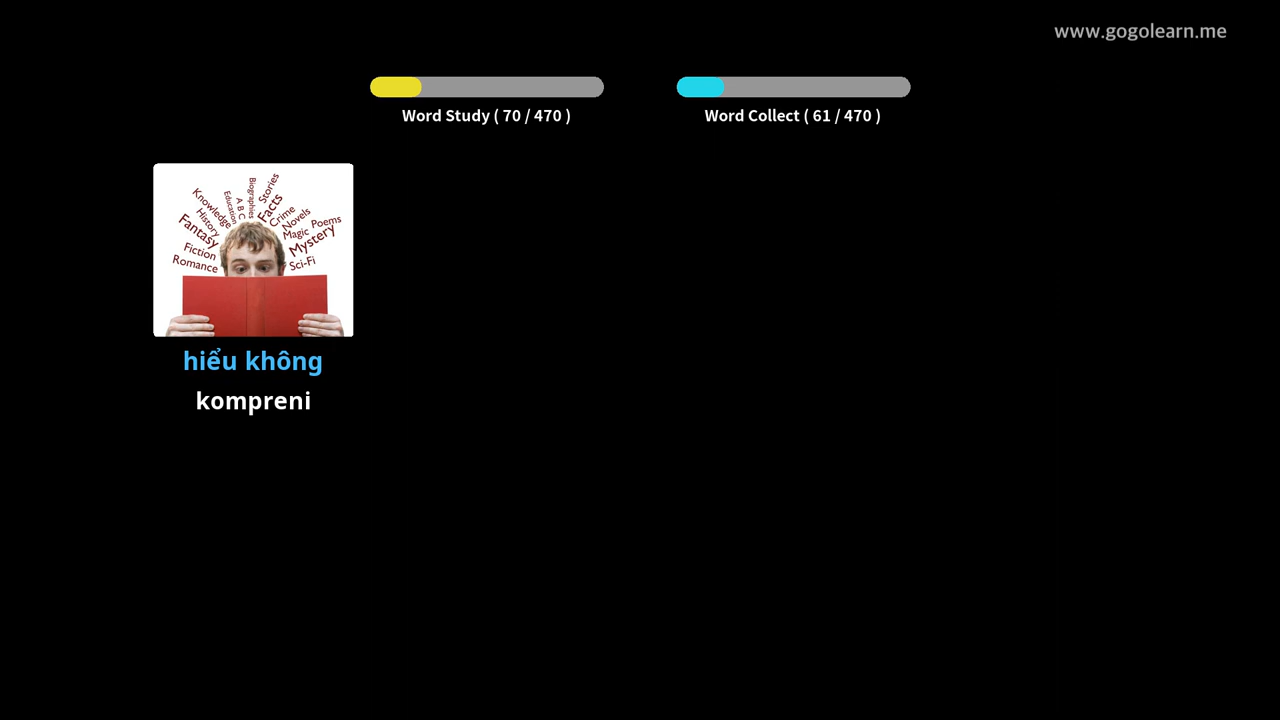 www.gogolearn.me
Word Study ( 70 / 470 )
Word Collect ( 61 / 470 )
Knowledge
History
Fantasy
Fiction
Romance
Education
A B C
Biographies
Stories
Facts
Crime
Novels
Magic
Poems
Mystery
Sci-Fi
hiểu không
kompreni